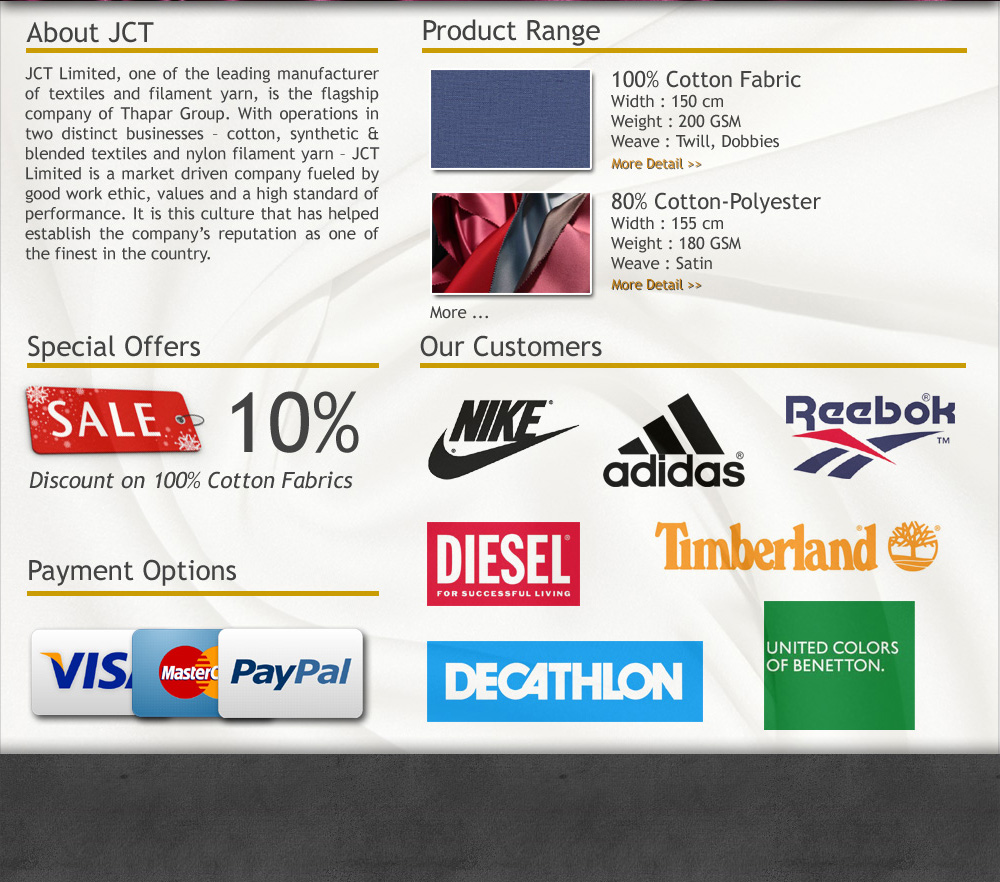 About JCT
JCT Limited, one of the leading manufacturer
of textiles and filament yarn, is the flagship
company of Thapar Group. With operations in
two distinct businesses – cotton, synthetic &
blended textiles and nylon filament yarn – JCT
Limited is a market driven company fueled by
good work ethic, values and a high standard of
performance. It is this culture that has helped
establish the company's reputation as one of
the finest in the country.
Product Range
100% Cotton Fabric
Width : 150 cm
Weight : 200 GSM
Weave : Twill, Dobbies
More Detail >>
80% Cotton-Polyester
Width : 155 cm
Weight : 180 GSM
Weave : Satin
More Detail >>
More ...
Special Offers
SALE
10%
Discount on 100% Cotton Fabrics
Payment Options
VISA
MasterC
PayPal
Our Customers
NIKE®
adidas®
Reebok®
TM
DIESEL®
FOR SUCCESSFUL LIVING
Timberland®
DECATHLON
UNITED COLORS
OF BENETTON.